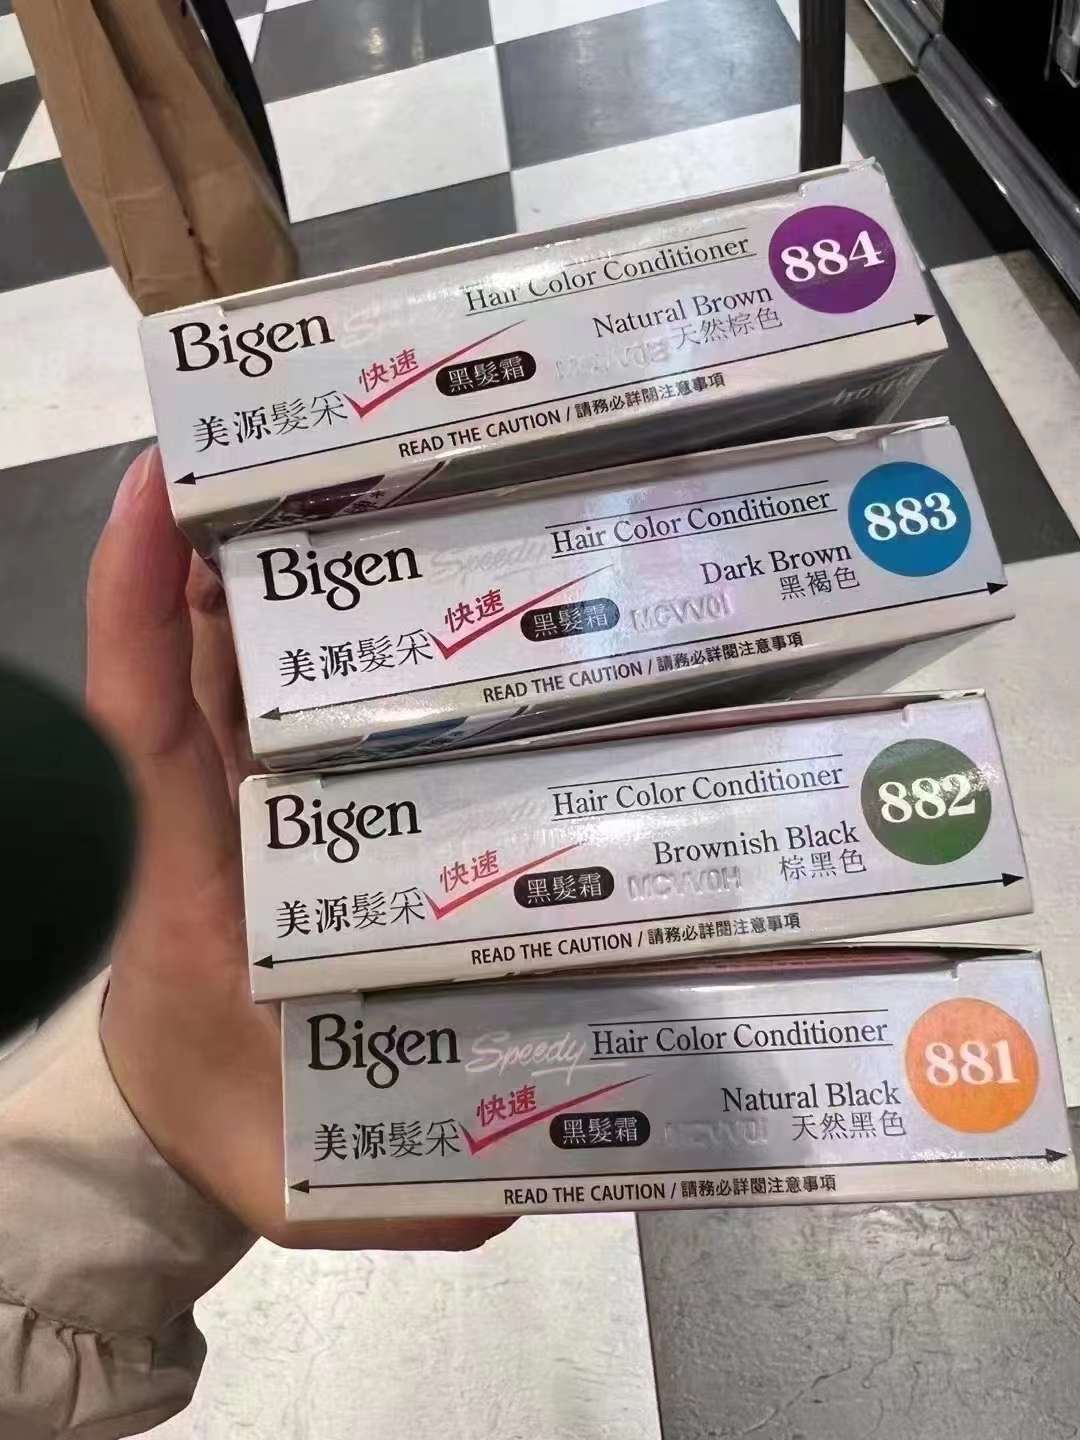 Bigen
Hair Color Conditioner
884
Natural Brown
天然棕色
美源髮采
快速
黑髮霜
READ THE CAUTION / 請務必詳閱注意事項
Bigen Speedy
Hair Color Conditioner
883
Dark Brown
黑褐色
美源髮采
快速
黑髮霜
MCVV0I
READ THE CAUTION / 請務必詳閱注意事項
Bigen
Hair Color Conditioner
882
Brownish Black
棕黑色
美源髮采
快速
黑髮霜
MCVV0H
READ THE CAUTION / 請務必詳閱注意事項
Bigen Speedy
Hair Color Conditioner
881
Natural Black
天然黑色
美源髮采
快速
黑髮霜
READ THE CAUTION / 請務必詳閱注意事項